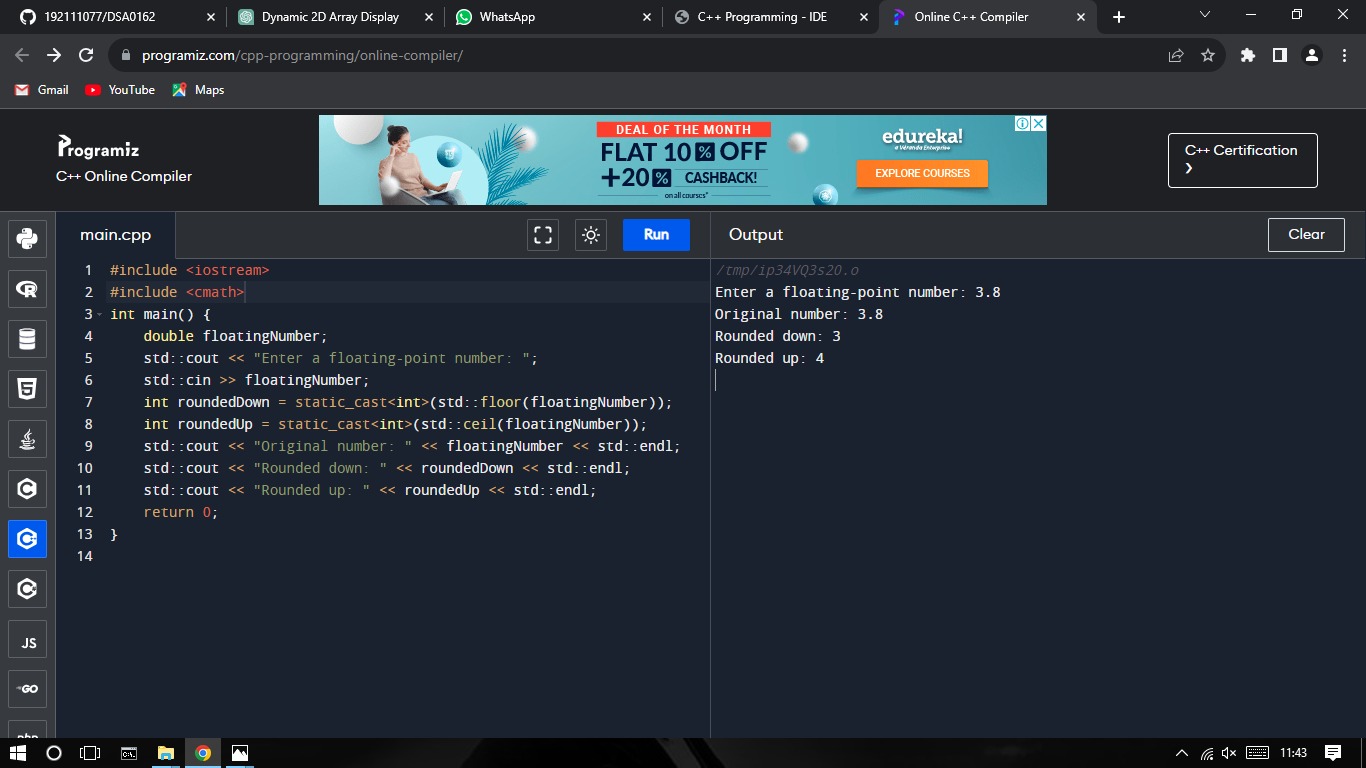 192111077/DSA0162
Dynamic 2D Array Display
WhatsApp
C++ Programming - IDE
Online C++ Compiler
programiz.com/cpp-programming/online-compiler/
Gmail
YouTube
Maps
Programiz
C++ Online Compiler
DEAL OF THE MONTH
FLAT 10% OFF
+20% CASHBACK!
on all courses*
edureka!
a Veranda Enterprise
EXPLORE COURSES
C++ Certification
main.cpp
Run
Output
Clear
1 #include <iostream>
2 #include <cmath>
3 int main() {
4     double floatingNumber;
5     std::cout << "Enter a floating-point number: ";
6     std::cin >> floatingNumber;
7     int roundedDown = static_cast<int>(std::floor(floatingNumber));
8     int roundedUp = static_cast<int>(std::ceil(floatingNumber));
9     std::cout << "Original number: " << floatingNumber << std::endl;
10     std::cout << "Rounded down: " << roundedDown << std::endl;
11     std::cout << "Rounded up: " << roundedUp << std::endl;
12     return 0;
13 }
14
/tmp/ip34VQ3s2O.o
Enter a floating-point number: 3.8
Original number: 3.8
Rounded down: 3
Rounded up: 4
R
5
C
C
C
JS
GO
php
11:43